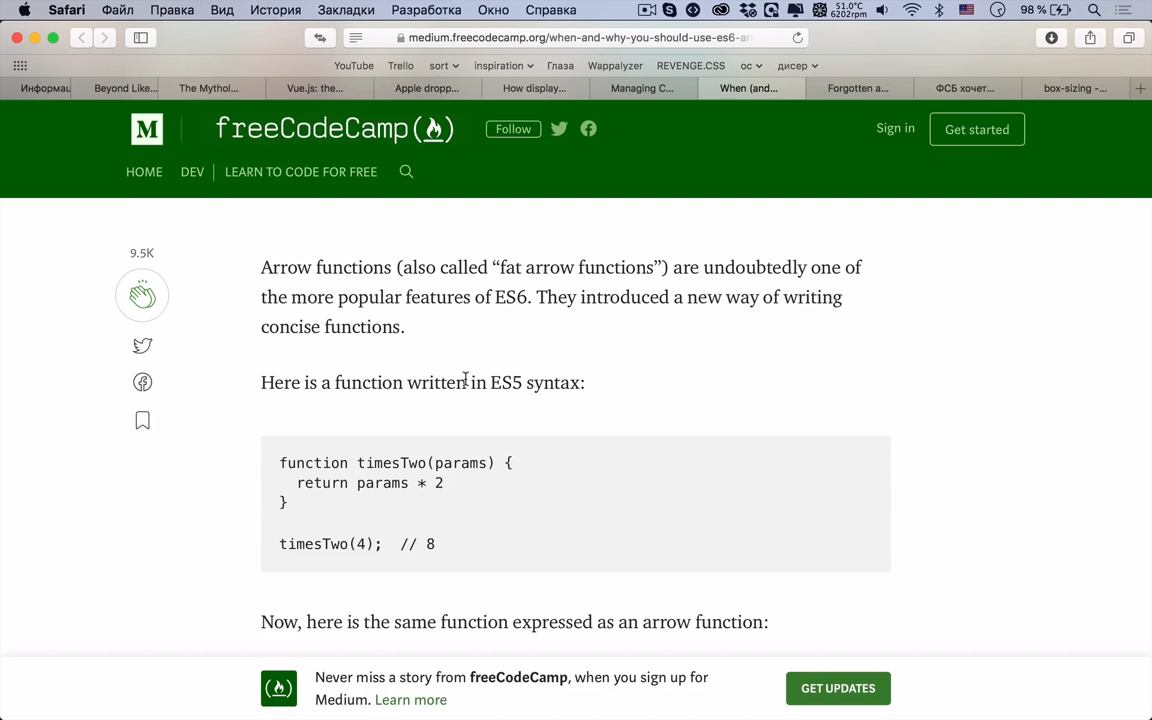 Safari Файл Правка Вид История Закладки Разработка Окно Справка 51.0°C 6202rpm 98 %
medium.freecodecamp.org/when-and-why-you-should-use-es6-ar
YouTube Trello sort inspiration Глаза Wappalyzer REVENGE.CSS ос дисер
Информац Beyond Like... The Mythol... Vue.js: the... Apple dropp... How display... Managing C... When (and... Forgotten a... ФСБ хочет... box-sizing -...
M freeCodeCamp Follow Sign in Get started
HOME DEV LEARN TO CODE FOR FREE
9.5K
Arrow functions (also called “fat arrow functions”) are undoubtedly one of
the more popular features of ES6. They introduced a new way of writing
concise functions.
Here is a function written in ES5 syntax:
function timesTwo(params) {
return params * 2
}
timesTwo(4); // 8
Now, here is the same function expressed as an arrow function:
Never miss a story from freeCodeCamp, when you sign up for
Medium. Learn more
GET UPDATES